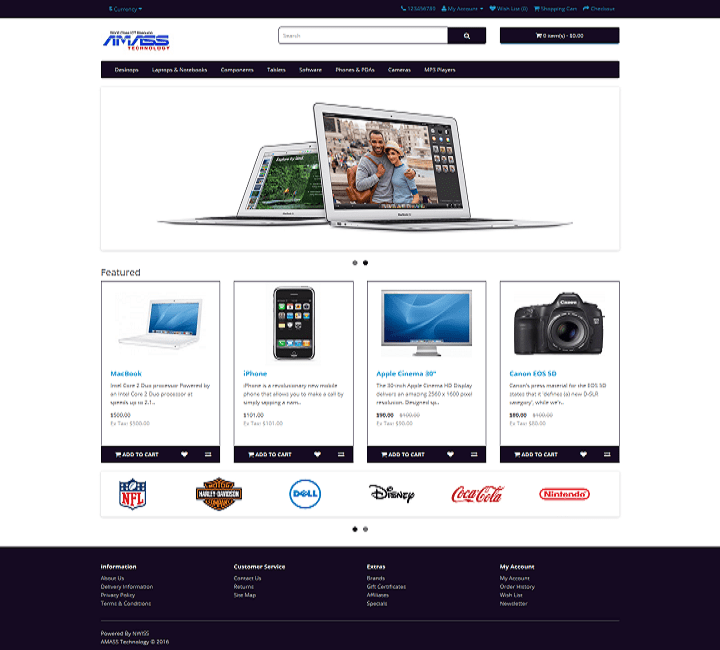 $ Currency
123456789 My Account Wish List (0) Shopping Cart Checkout
AMASS
TECHNOLOGY
Search
0 item(s) - $0.00
Desktops Laptops & Notebooks Components Tablets Software Phones & PDAs Cameras MP3 Players
Featured
MacBook
Intel Core 2 Duo processor Powered by
an Intel Core 2 Duo processor at
speeds up to 2.1..
$500.00
Ex Tax: $500.00
ADD TO CART
iPhone
iPhone is a revolutionary new mobile
phone that allows you to make a call by
simply tapping a nam..
$101.00
Ex Tax: $101.00
ADD TO CART
Apple Cinema 30"
The 30-inch Apple Cinema HD Display
delivers an amazing 2560 x 1600 pixel
resolution. Designed sp..
$90.00 $100.00
Ex Tax: $90.00
ADD TO CART
Canon
Canon EOS 5D
Canon's press material for the EOS 5D
states that it 'defines (a) new D-SLR
category', while we'r..
$80.00 $100.00
Ex Tax: $80.00
ADD TO CART
NFL
HARLEY-DAVIDSON
DELL
Disney
Coca-Cola
Nintendo
Information
About Us
Delivery Information
Privacy Policy
Terms & Conditions
Customer Service
Contact Us
Returns
Site Map
Extras
Brands
Gift Certificates
Affiliates
Specials
My Account
My Account
Order History
Wish List
Newsletter
Powered By NWISS
AMASS Technology © 2016